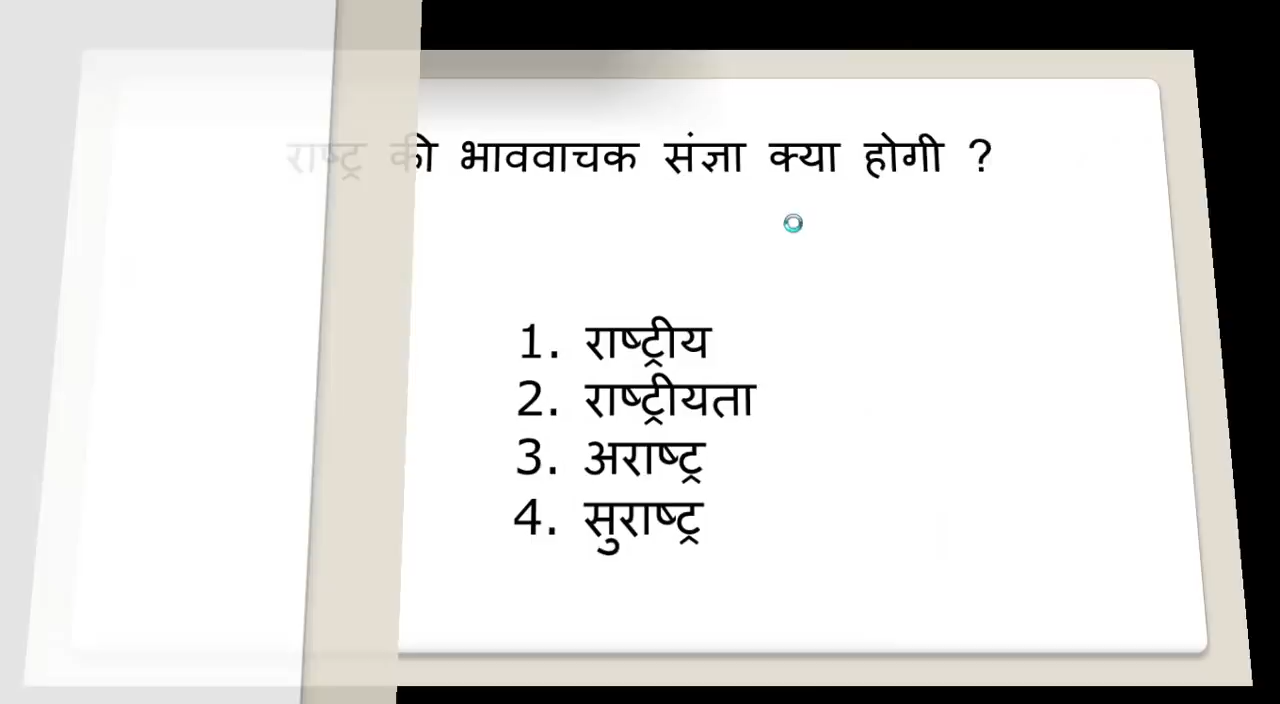 राष्ट्र की भाववाचक संज्ञा क्या होगी ?
1. राष्ट्रीय
2. राष्ट्रीयता
3. अराष्ट्र
4. सुराष्ट्र